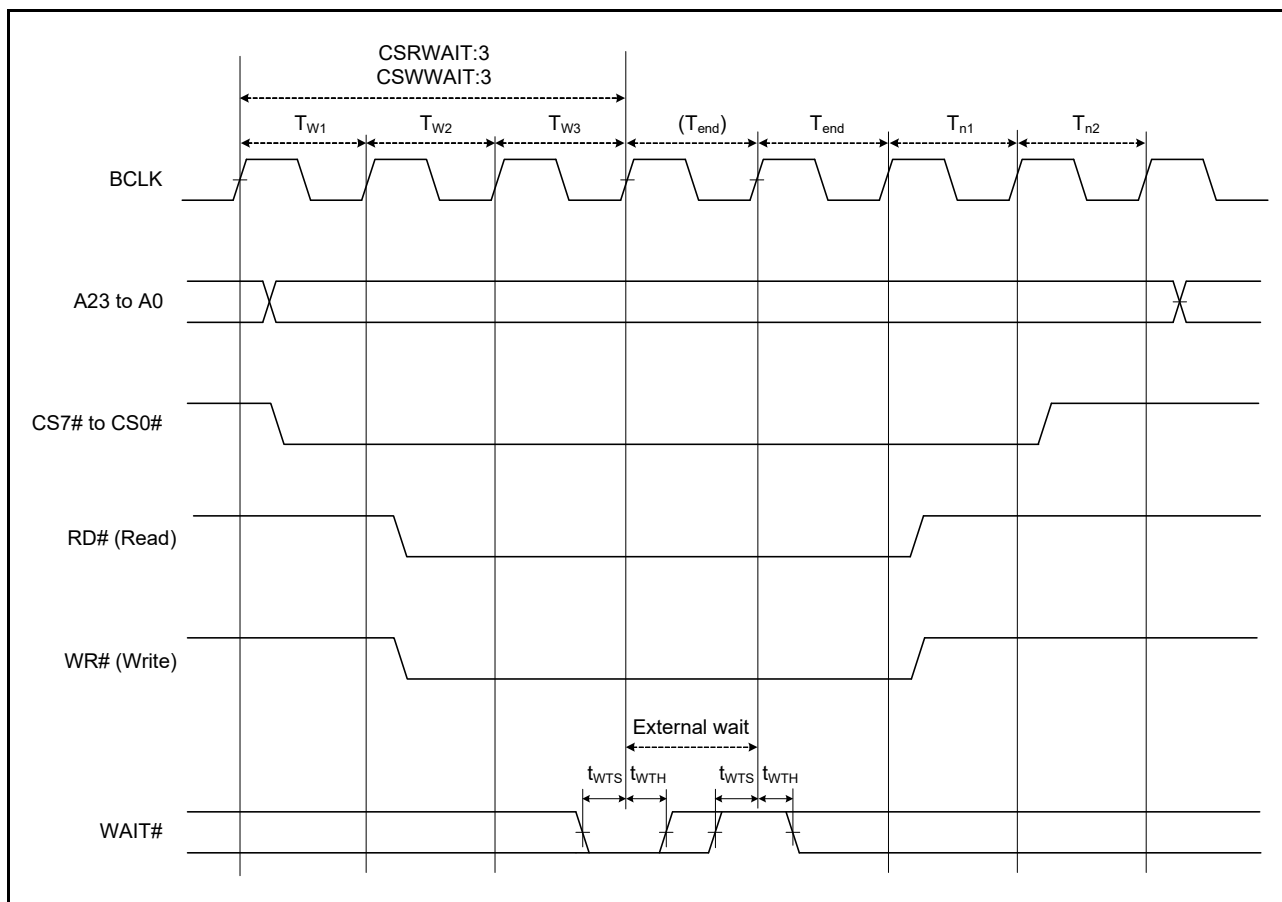 CSRWAIT:3
CSWWAIT:3
TW1 TW2 TW3 (Tend) Tend Tn1 Tn2
BCLK
A23 to A0
CS7# to CS0#
RD# (Read)
WR# (Write)
External wait
tWTS tWTH tWTS tWTH
WAIT#